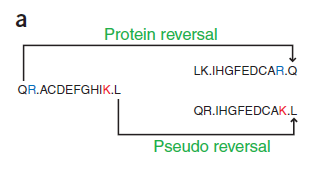 a
Protein reversal
LK.IHGFEDCAR.Q
QR.ACDEFGHIK.L
QR.IHGFEDCAK.L
Pseudo reversal